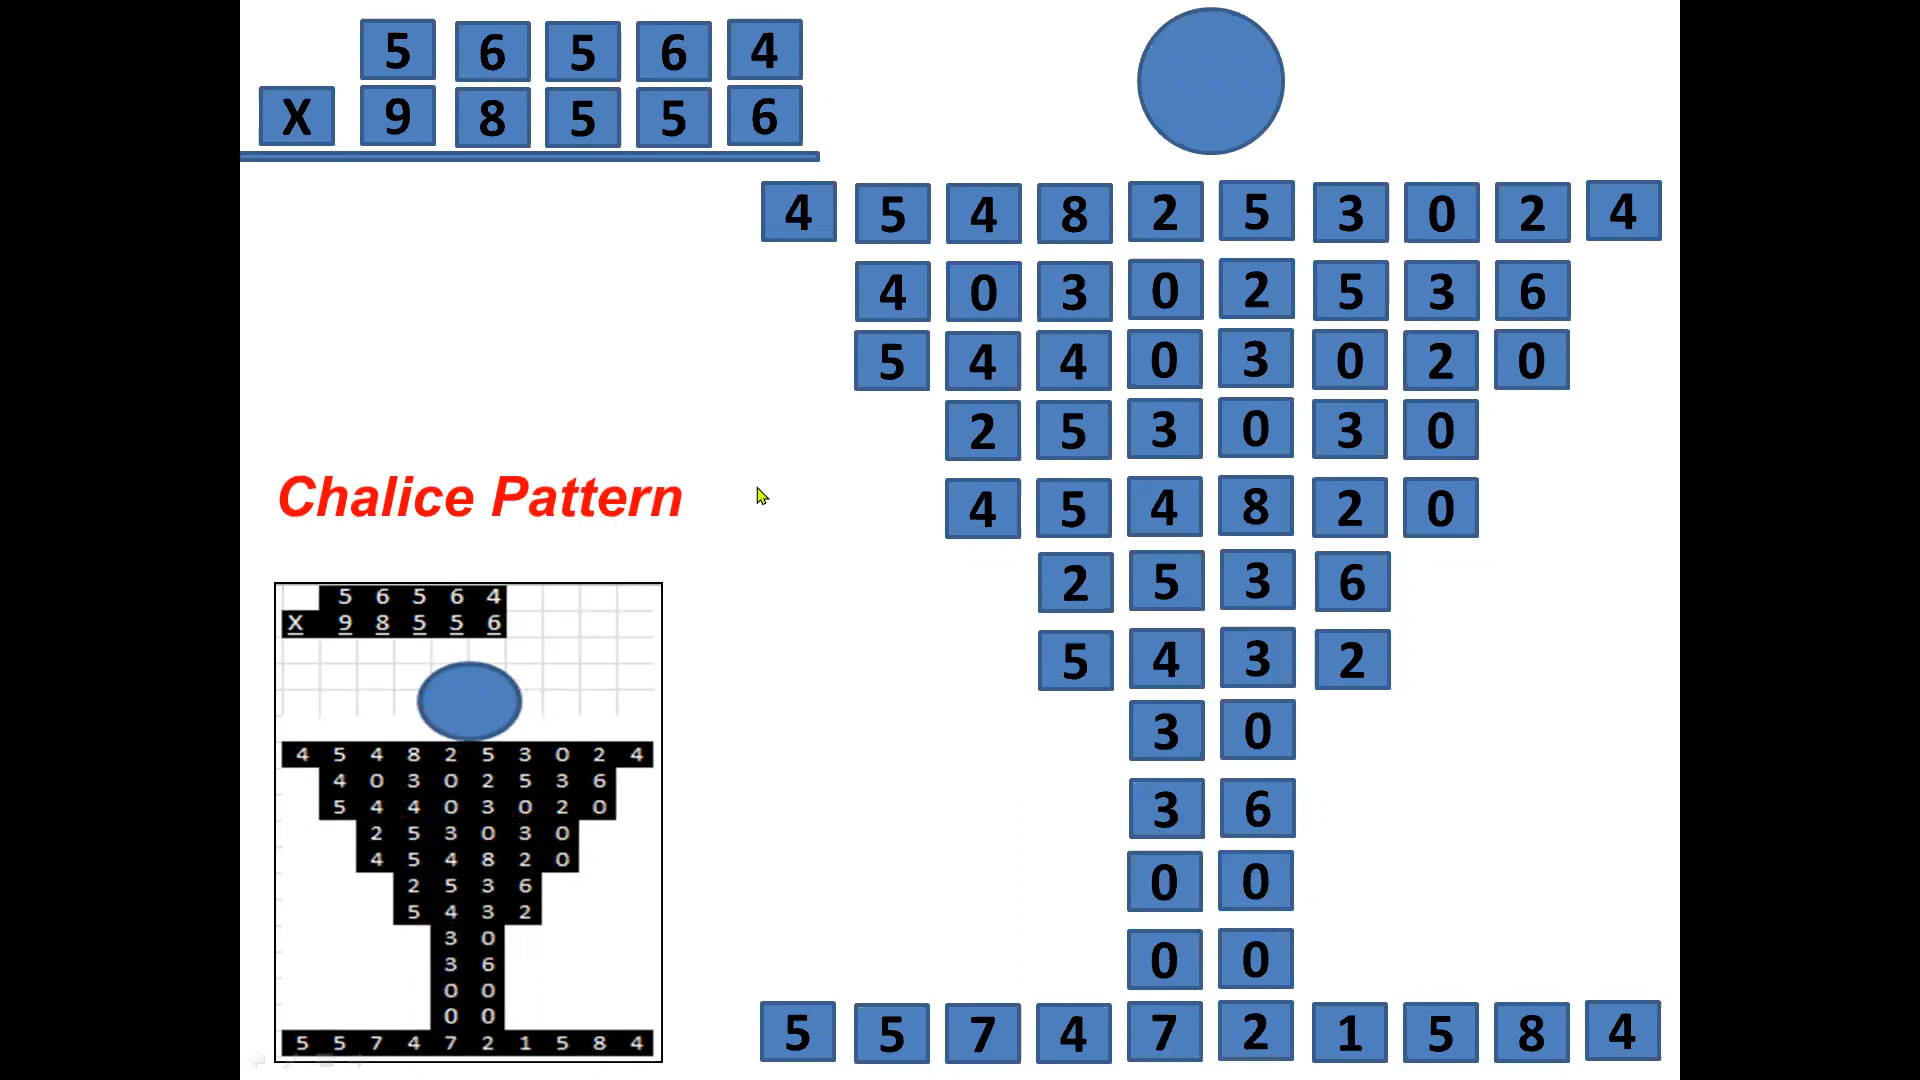 5 6 5 6 4
X 9 8 5 5 6
4 5 4 8 2 5 3 0 2 4
4 0 3 0 2 5 3 6
5 4 4 0 3 0 2 0
2 5 3 0 3 0
4 5 4 8 2 0
2 5 3 6
5 4 3 2
3 0
3 6
0 0
0 0
5 5 7 4 7 2 1 5 8 4
Chalice Pattern
5 6 5 6 4
X 9 8 5 5 6
4 5 4 8 2 5 3 0 2 4
4 0 3 0 2 5 3 6
5 4 4 0 3 0 2 0
2 5 3 0 3 0
4 5 4 8 2 0
2 5 3 6
5 4 3 2
3 0
3 6
0 0
0 0
5 5 7 4 7 2 1 5 8 4